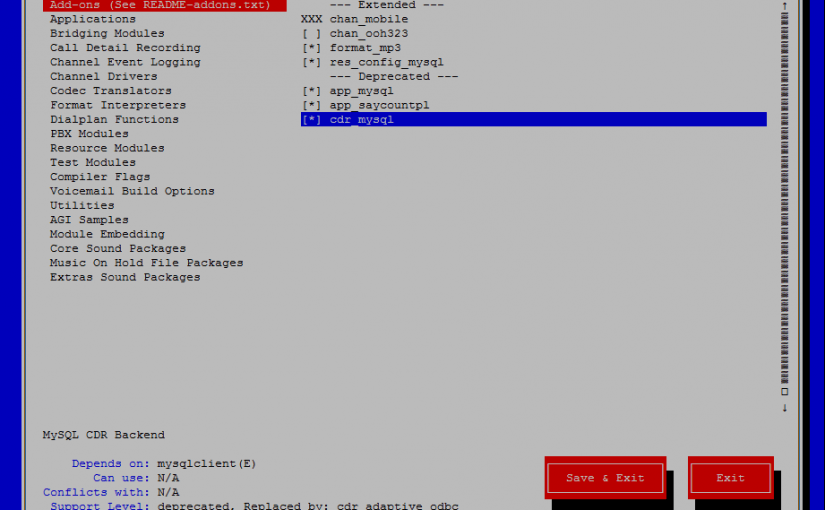 Add-ons (See README-addons.txt) --- Extended ---
Applications XXX chan_mobile
Bridging Modules [ ] chan_ooh323
Call Detail Recording [*] format_mp3
Channel Event Logging [*] res_config_mysql
Channel Drivers --- Deprecated ---
Codec Translators [*] app_mysql
Format Interpreters [*] app_saycountpl
Dialplan Functions [*] cdr_mysql
PBX Modules
Resource Modules
Test Modules
Compiler Flags
Voicemail Build Options
Utilities
AGI Samples
Module Embedding
Core Sound Packages
Music On Hold File Packages
Extras Sound Packages
MySQL CDR Backend
Depends on: mysqlclient(E)
Can use: N/A
Conflicts with: N/A
Support Level: deprecated, Replaced by: cdr_adaptive_odbc
Save & Exit Exit